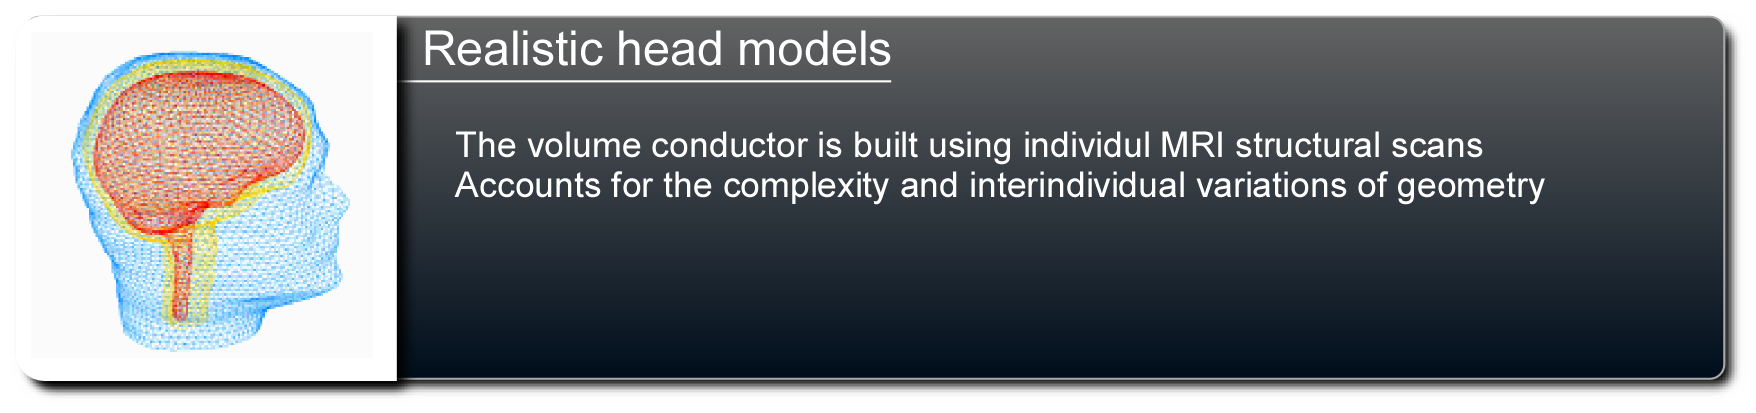 Realistic head models
The volume conductor is built using individul MRI structural scans
Accounts for the complexity and interindividual variations of geometry